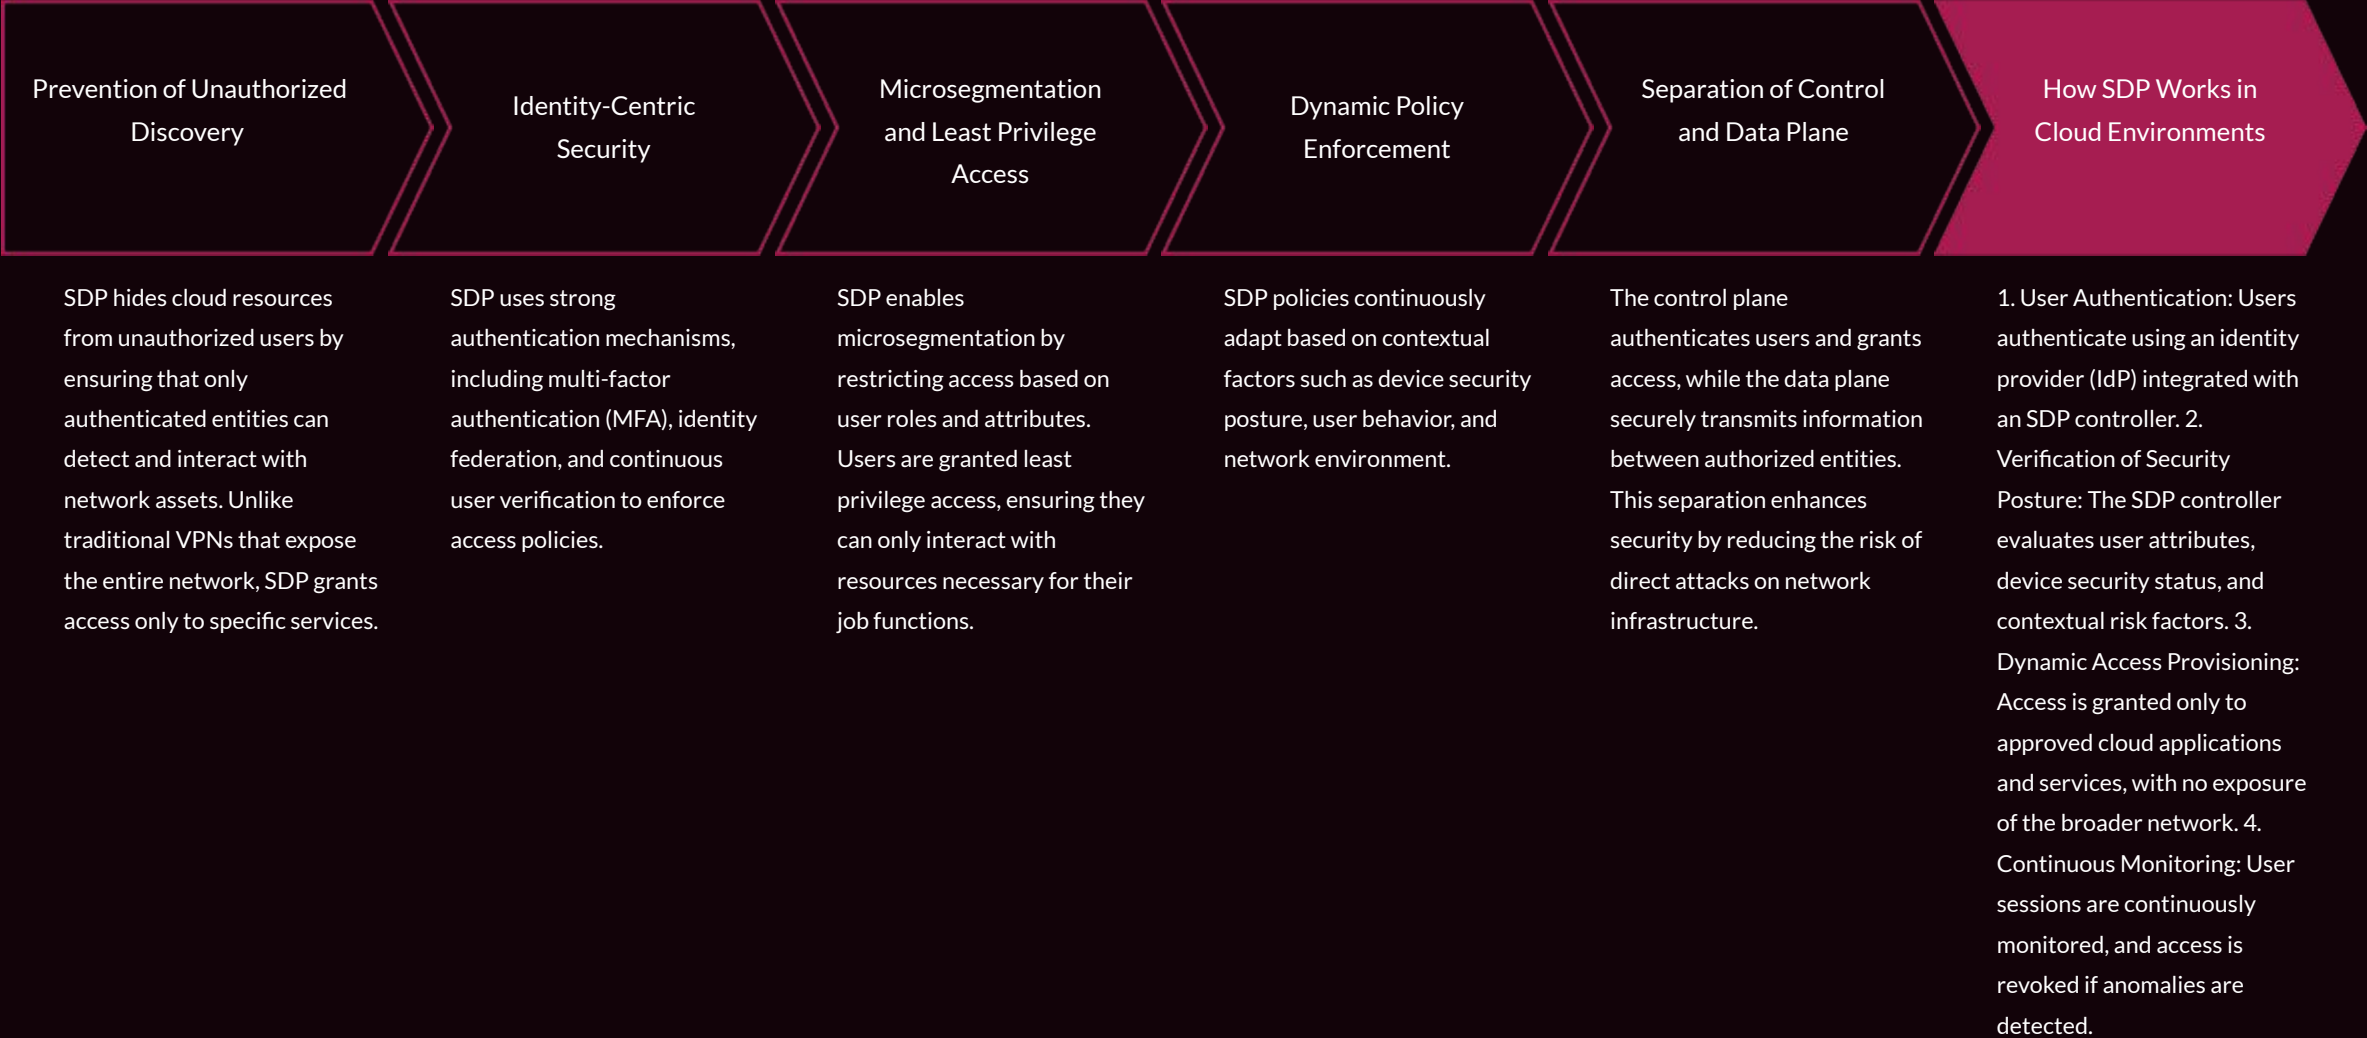 Prevention of Unauthorized
Discovery
SDP hides cloud resources
from unauthorized users by
ensuring that only
authenticated entities can
detect and interact with
network assets. Unlike
traditional VPNs that expose
the entire network, SDP grants
access only to specific services.
Identity-Centric
Security
SDP uses strong
authentication mechanisms,
including multi-factor
authentication (MFA), identity
federation, and continuous
user verification to enforce
access policies.
Microsegmentation
and Least Privilege
Access
SDP enables
microsegmentation by
restricting access based on
user roles and attributes.
Users are granted least
privilege access, ensuring they
can only interact with
resources necessary for their
job functions.
Dynamic Policy
Enforcement
SDP policies continuously
adapt based on contextual
factors such as device security
posture, user behavior, and
network environment.
Separation of Control
and Data Plane
The control plane
authenticates users and grants
access, while the data plane
securely transmits information
between authorized entities.
This separation enhances
security by reducing the risk of
direct attacks on network
infrastructure.
How SDP Works in
Cloud Environments
1. User Authentication: Users
authenticate using an identity
provider (IdP) integrated with
an SDP controller. 2.
Verification of Security
Posture: The SDP controller
evaluates user attributes,
device security status, and
contextual risk factors. 3.
Dynamic Access Provisioning:
Access is granted only to
approved cloud applications
and services, with no exposure
of the broader network. 4.
Continuous Monitoring: User
sessions are continuously
monitored, and access is
revoked if anomalies are
detected.